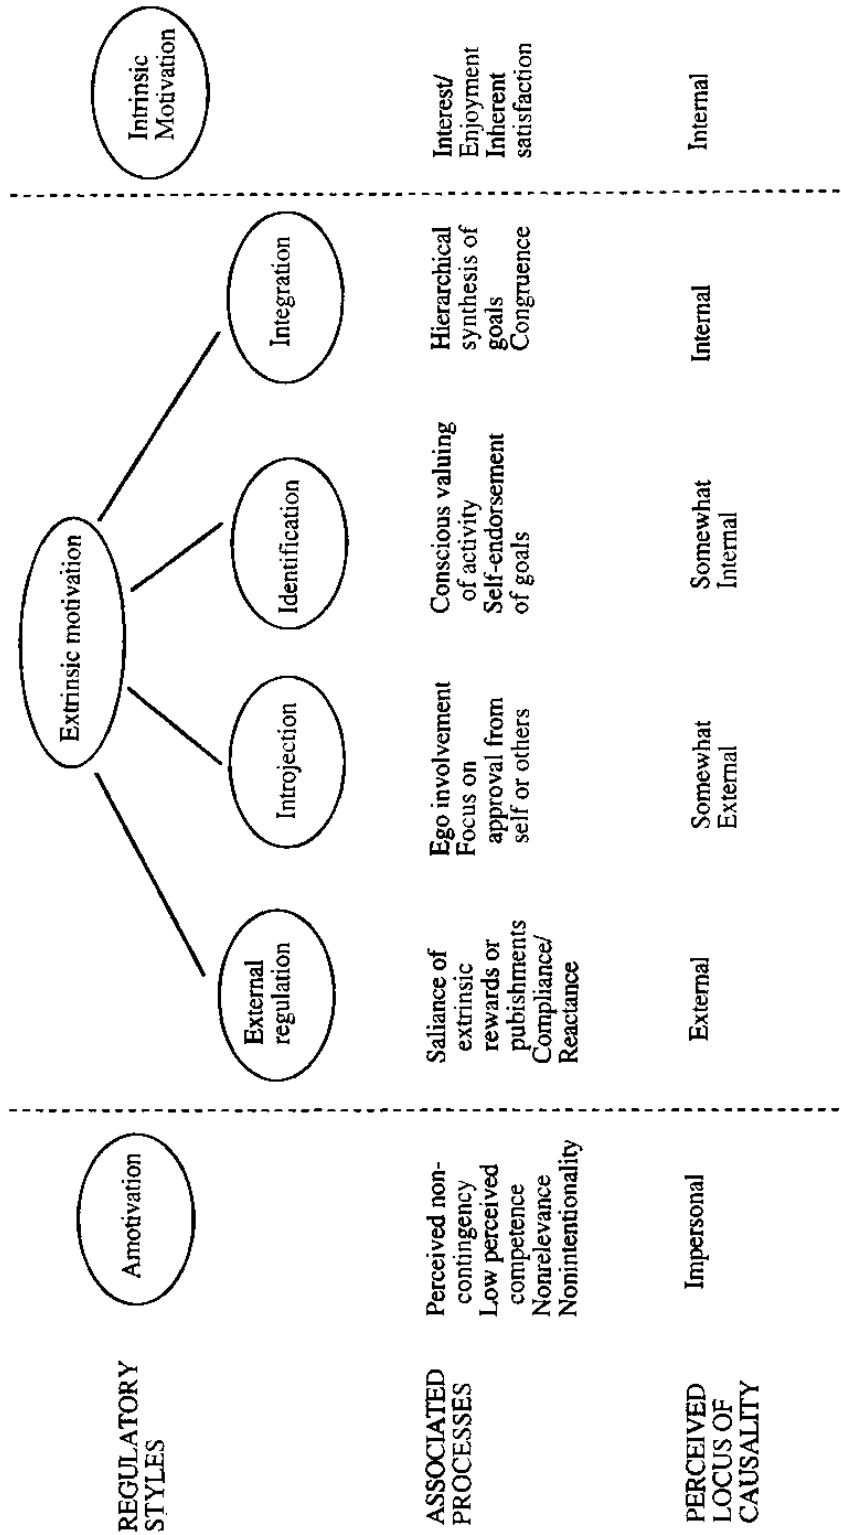 REGULATORY
STYLES
Amotivation
Extrinsic motivation
External
regulation
Introjection
Identification
Integration
Intrinsic
Motivation
ASSOCIATED
PROCESSES
Perceived non-
contingency
Low perceived
competence
Nonrelevance
Nonintentionality
Saliance of
extrinsic
rewards or
pubishments
Compliance/
Reactance
Ego involvement
Focus on
approval from
self or others
Conscious valuing
of activity
Self-endorsement
of goals
Hierarchical
synthesis of
goals
Congruence
Interest/
Enjoyment
Inherent
satisfaction
PERCEIVED
LOCUS OF
CAUSALITY
Impersonal
External
Somewhat
External
Somewhat
Internal
Internal
Internal